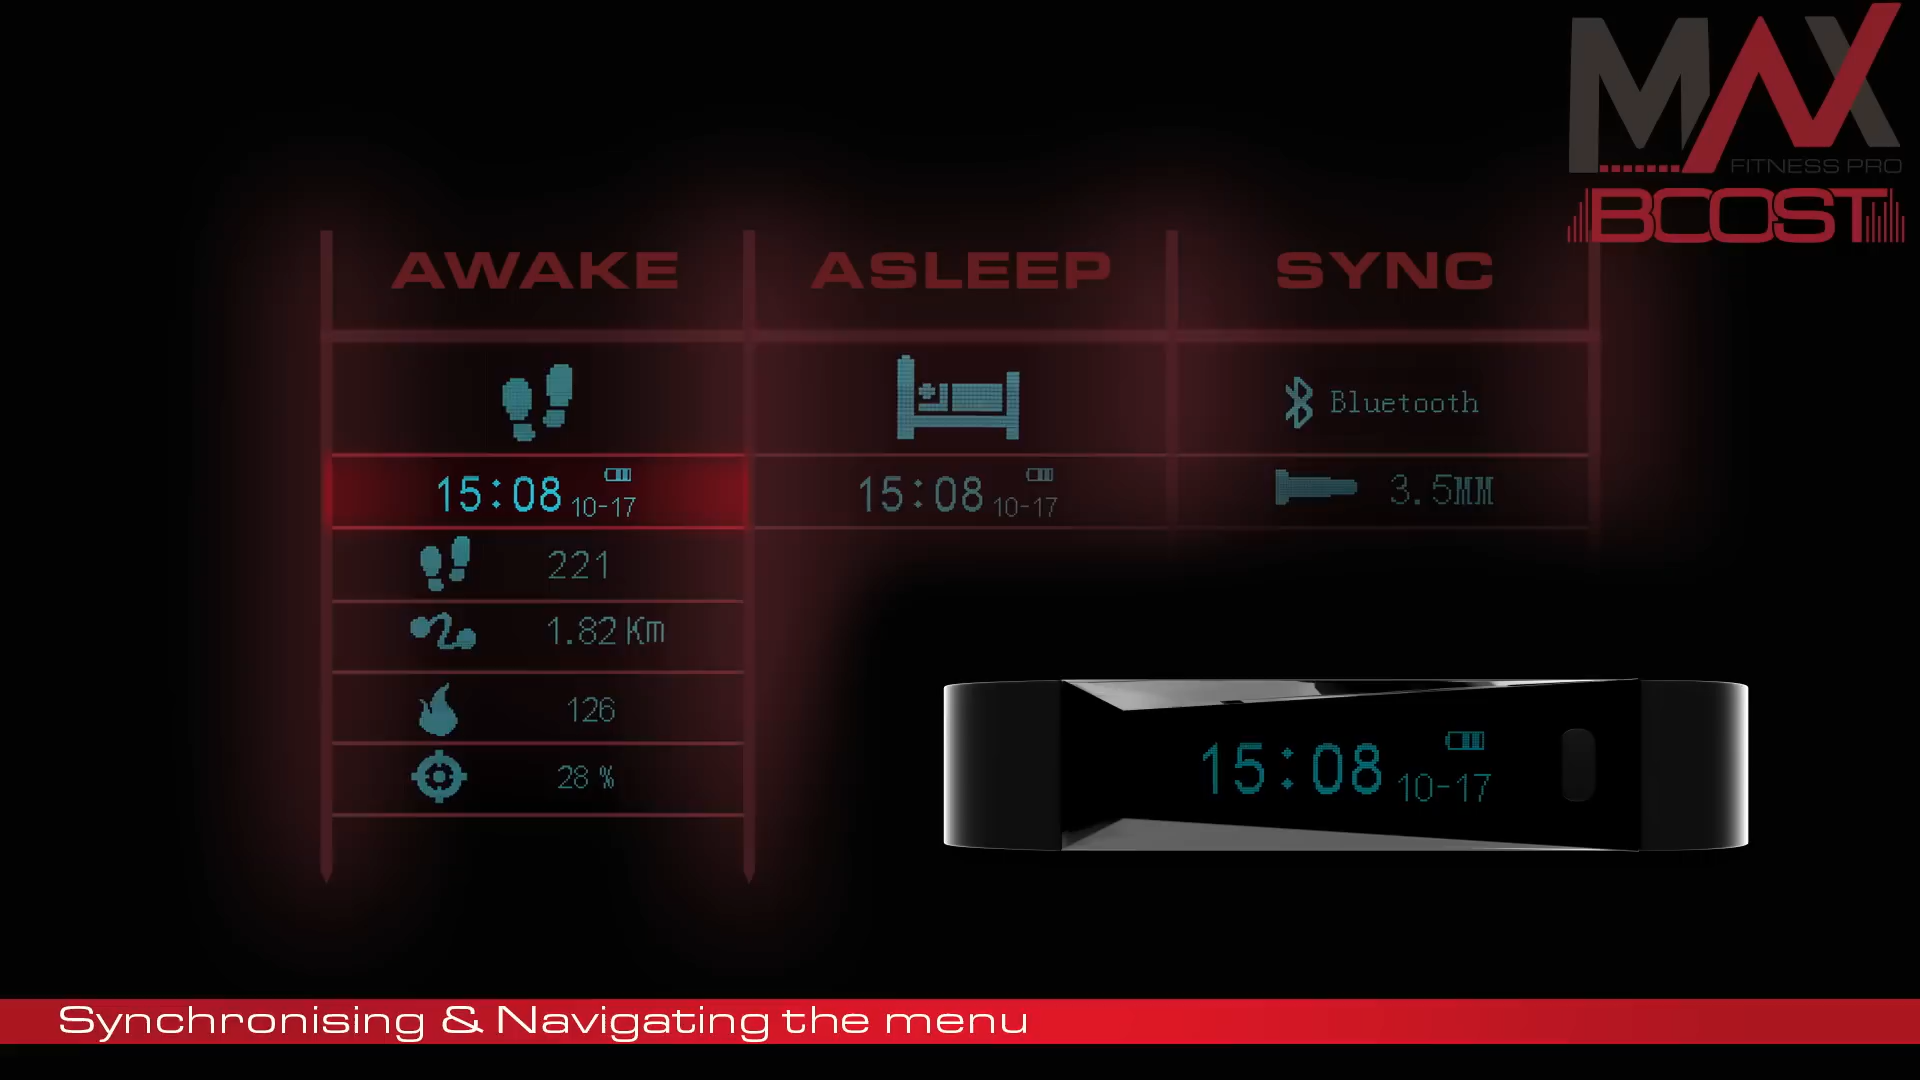 MAX
FITNESS PRO
BOOST
AWAKE ASLEEP SYNC
Bluetooth
15:08 10-17 15:08 10-17 3.5MM
221
1.82 Km
126
28 %
15:08 10-17
Synchronising & Navigating the menu